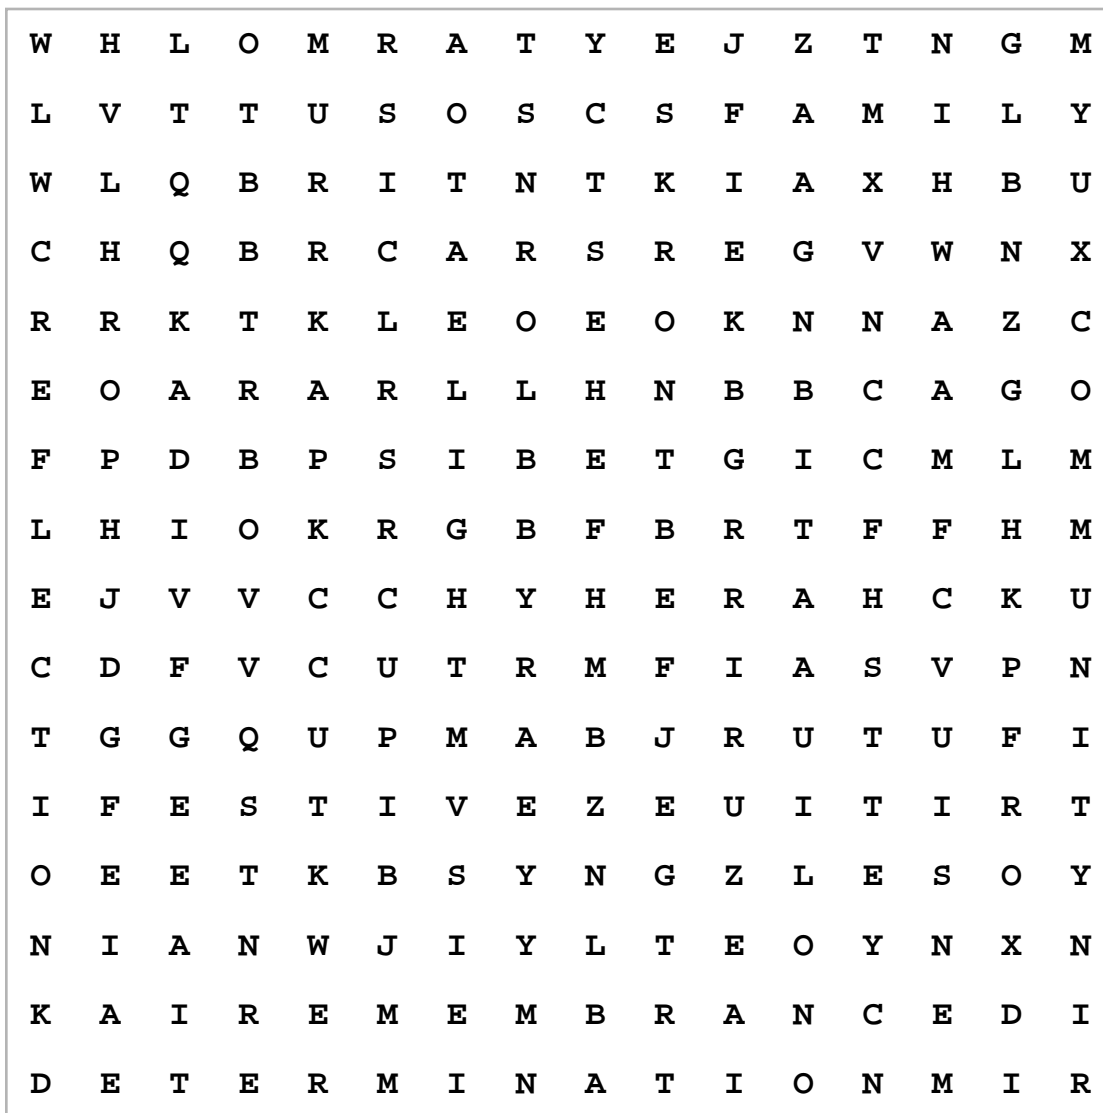 W H L O M R A T Y E J Z T N G M
L V T T U S O S C S F A M I L Y
W L Q B R I T N T K I A X H B U
C H Q B R C A R S R E G V W N X
R R K T K L E O E O K N N A Z C
E O A R A R L L H N B B C A G O
F P D B P S I B E T G I C M L M
L H I O K R G B F B R T F F H M
E J V V C C H Y H E R A H C K U
C D F V C U T R M F I A S V P N
T G G Q U P M A B J R U T U F I
I F E S T I V E Z E U I T I R T
O E E T K B S Y N G Z L E S O Y
N I A N W J I Y L T E O Y N X N
K A I R E M E M B R A N C E D I
D E T E R M I N A T I O N M I R